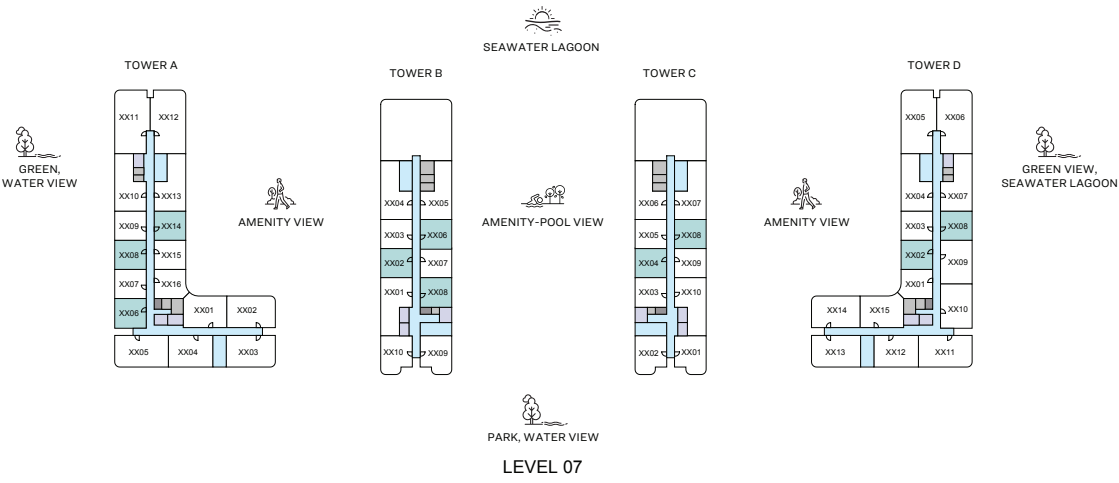 SEAWATER LAGOON
TOWER A
TOWER B
TOWER C
TOWER D
XX11 XX12
XX10 XX13
XX09 XX14
XX08 XX15
XX07 XX16
XX06 XX01 XX02
XX05 XX04 XX03
XX04 XX05
XX03 XX06
XX02 XX07
XX01 XX08
XX10 XX09
XX06 XX07
XX05 XX08
XX04 XX09
XX03 XX10
XX02 XX01
XX05 XX06
XX04 XX07
XX03 XX08
XX02 XX09
XX01
XX14 XX15 XX10
XX13 XX12 XX11
GREEN,
WATER VIEW
AMENITY VIEW
AMENITY-POOL VIEW
AMENITY VIEW
GREEN VIEW,
SEAWATER LAGOON
PARK, WATER VIEW
LEVEL 07